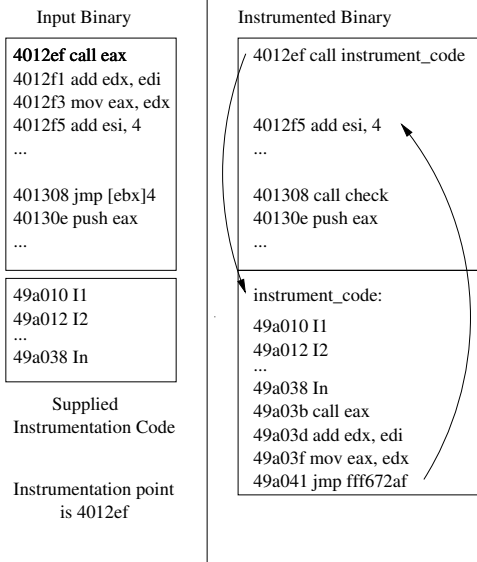 Input Binary
4012ef call eax
4012f1 add edx, edi
4012f3 mov eax, edx
4012f5 add esi, 4
...
401308 jmp [ebx]4
40130e push eax
...
49a010 I1
49a012 I2
...
49a038 In
Supplied
Instrumentation Code
Instrumentation point
is 4012ef
Instrumented Binary
4012ef call instrument_code
4012f5 add esi, 4
...
401308 call check
40130e push eax
...
instrument_code:
49a010 I1
49a012 I2
...
49a038 In
49a03b call eax
49a03d add edx, edi
49a03f mov eax, edx
49a041 jmp fff672af